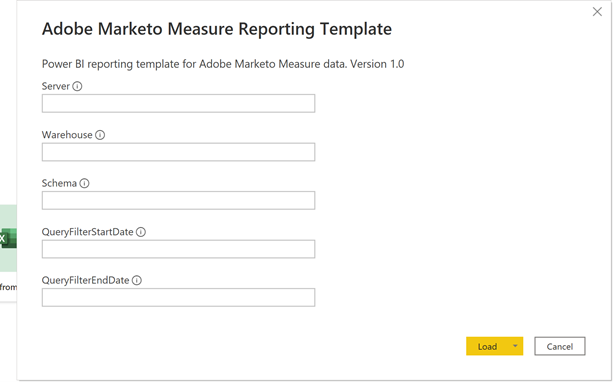 Adobe Marketo Measure Reporting Template
Power BI reporting template for Adobe Marketo Measure data. Version 1.0
Server
Warehouse
Schema
QueryFilterStartDate
X
from
QueryFilterEndDate
Load
Cancel